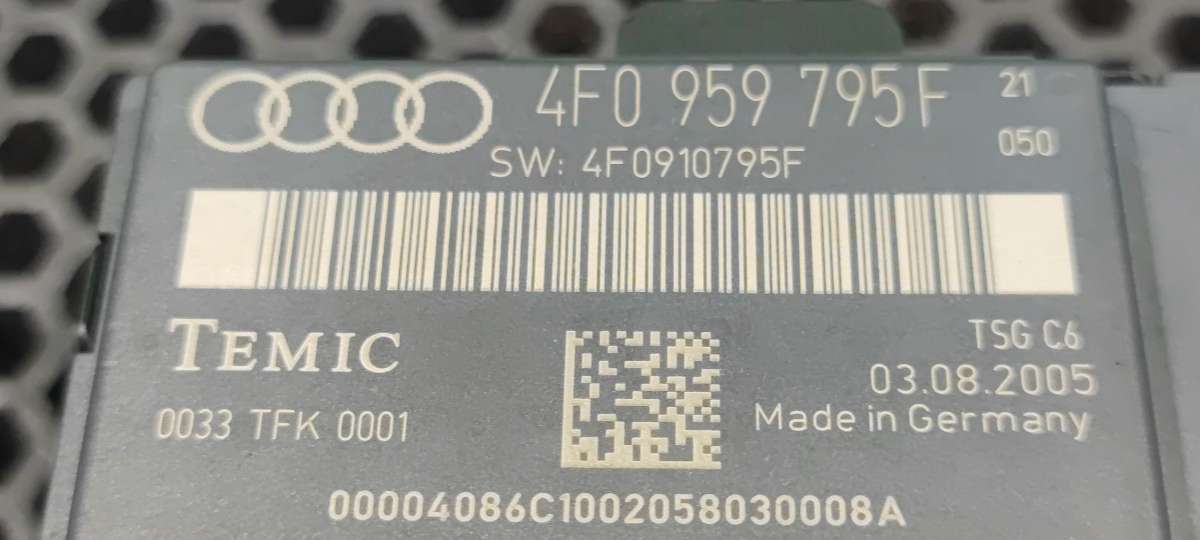 4F0 959 795F 21
050
SW: 4F0910795F
TEMIC
TSG C6
03.08.2005
0033 TFK 0001
Made in Germany
00004086C1002058030008A